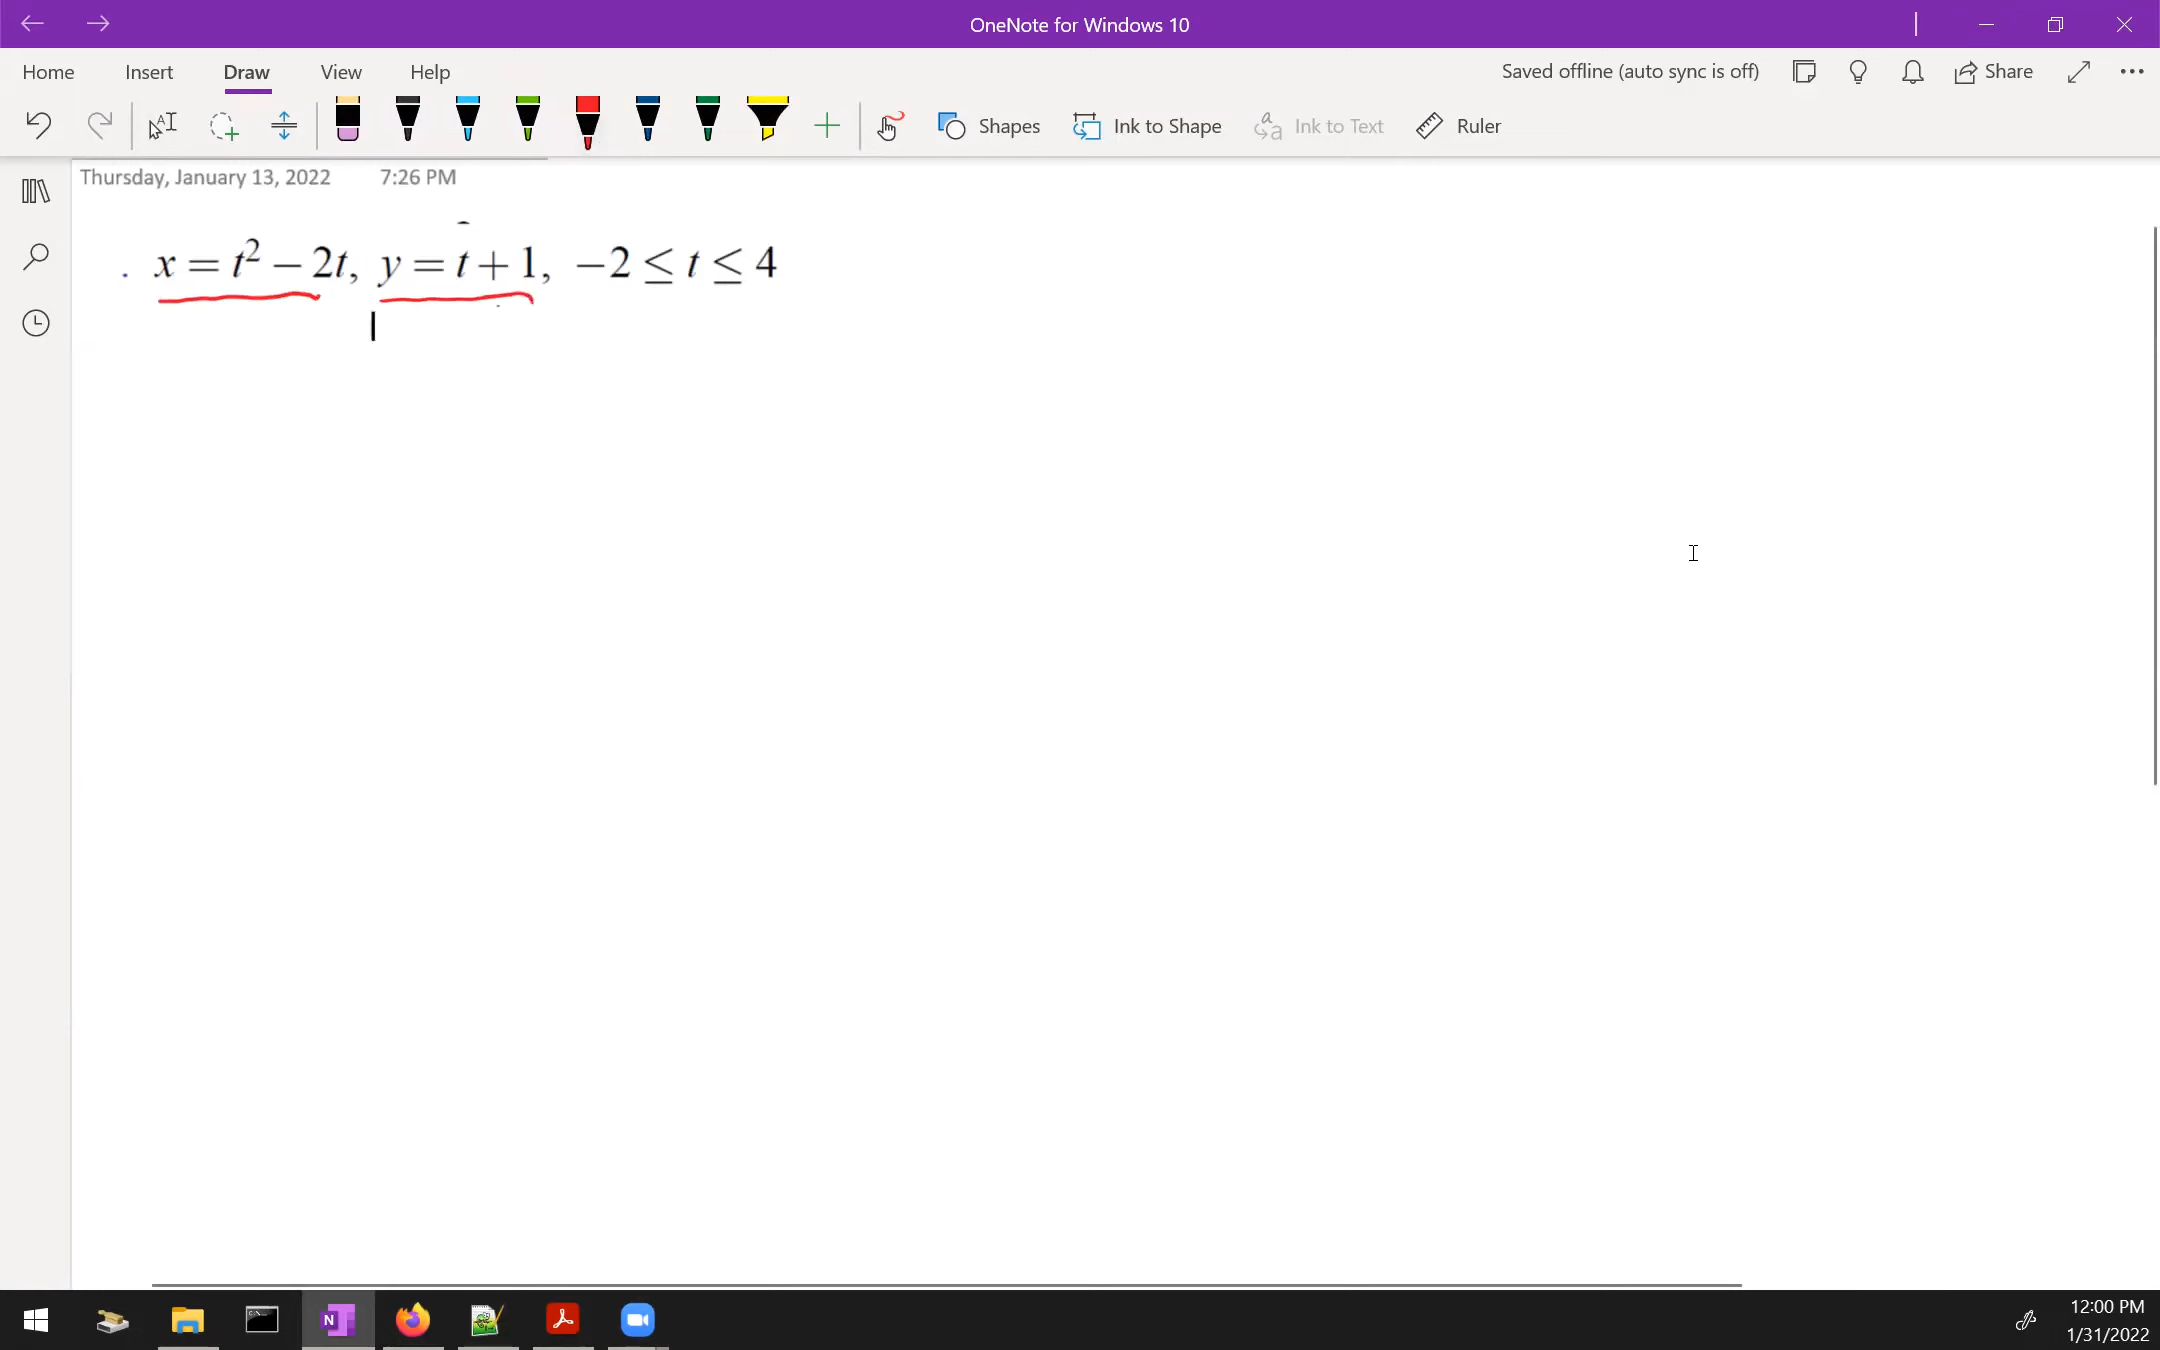 OneNote for Windows 10
Home Insert Draw View Help Saved offline (auto sync is off) Share
Shapes Ink to Shape Ink to Text Ruler
Thursday, January 13, 2022 7:26 PM
. x = t² − 2t, y = t + 1, −2 ≤ t ≤ 4
12:00 PM
1/31/2022